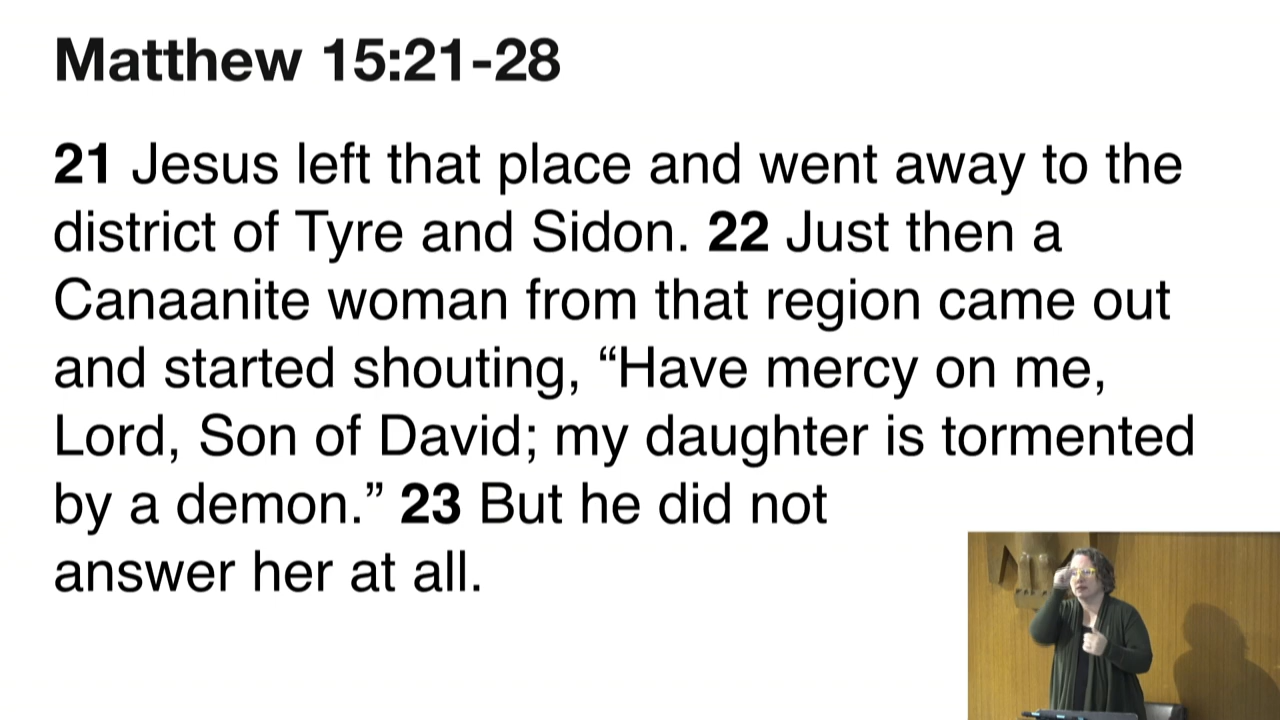 Matthew 15:21-28
21 Jesus left that place and went away to the
district of Tyre and Sidon. 22 Just then a
Canaanite woman from that region came out
and started shouting, “Have mercy on me,
Lord, Son of David; my daughter is tormented
by a demon.” 23 But he did not
answer her at all.